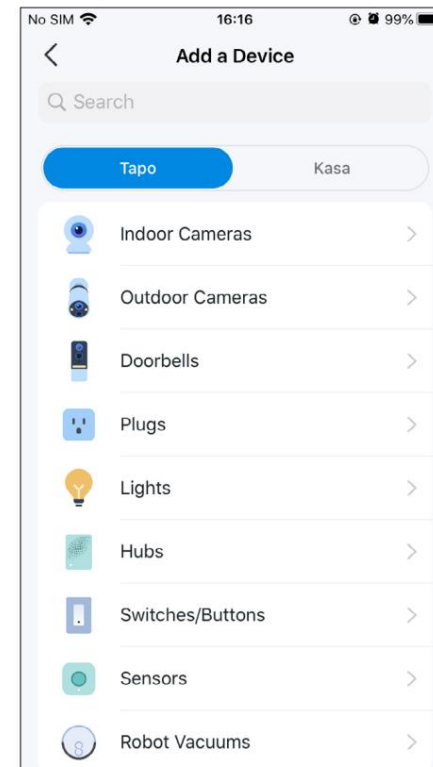 No SIM 16:16 99%
Add a Device
Search
Tapo Kasa
Indoor Cameras
Outdoor Cameras
Doorbells
Plugs
Lights
Hubs
Switches/Buttons
Sensors
Robot Vacuums
8